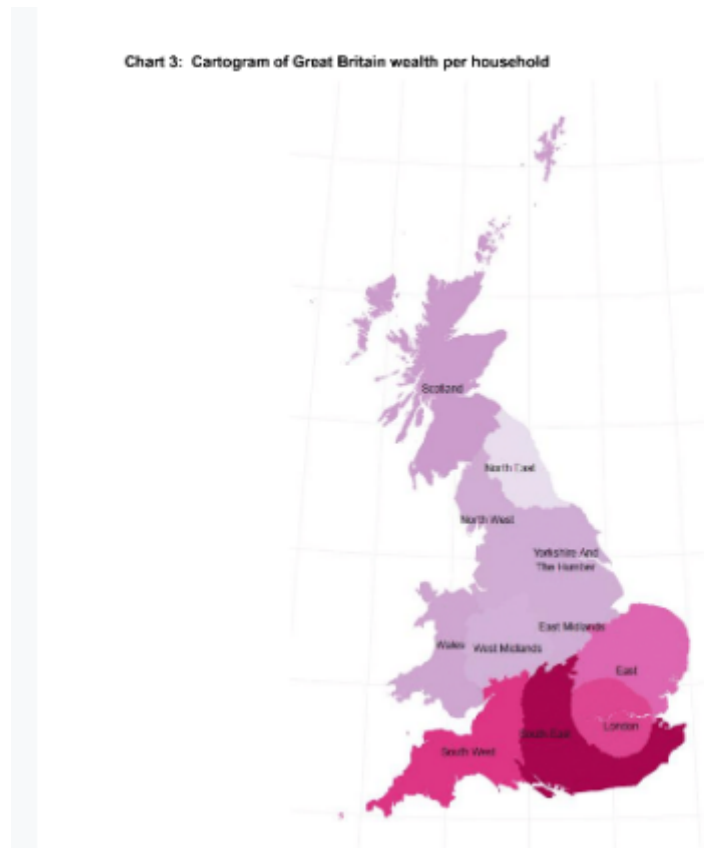 Chart 3: Cartogram of Great Britain wealth per household
Scotland
North East
North West
Yorkshire And
The Humber
East Midlands
Wales
West Midlands
East
London
South East
South West